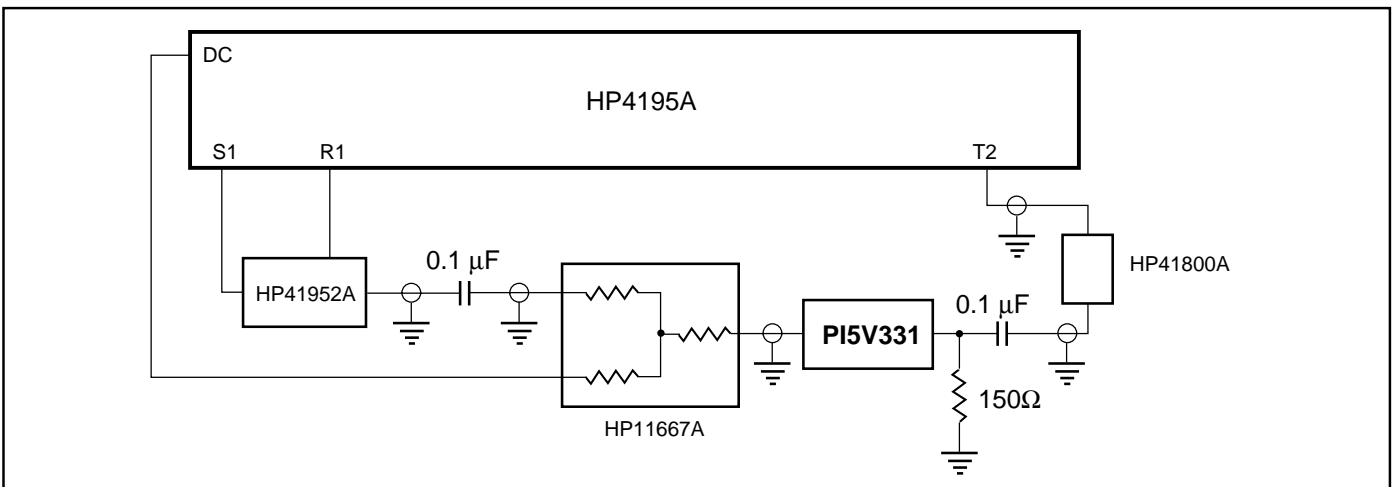 DC
HP4195A
S1
R1
T2
0.1 μF
HP41952A
HP41800A
0.1 μF
PI5V331
150Ω
HP11667A